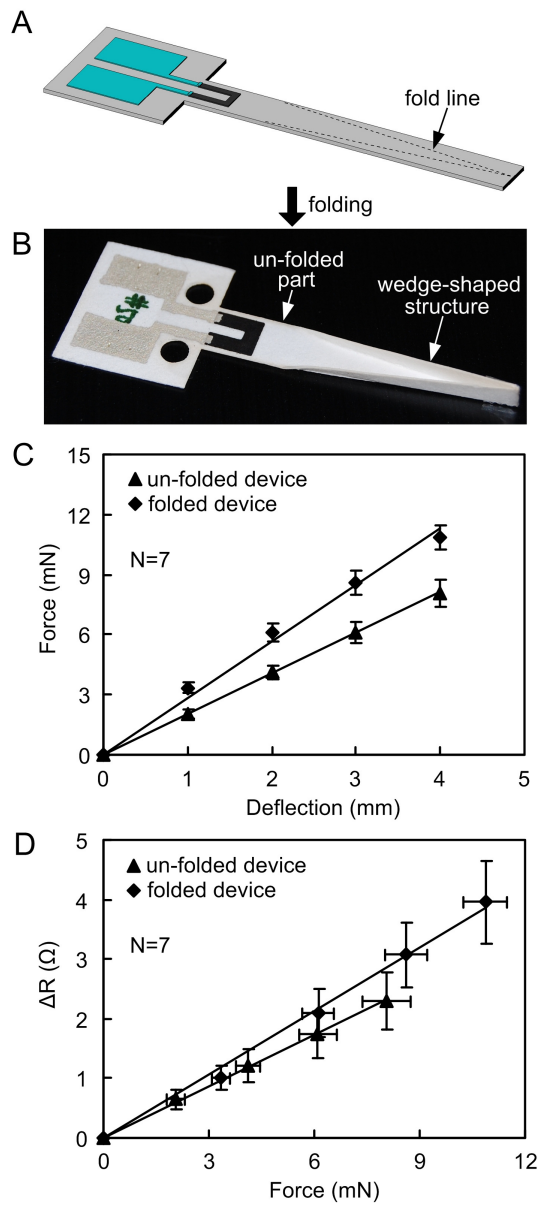 A
fold line
folding
B
un-folded
part
wedge-shaped
structure
C
15
12
9
6
3
0
Force (mN)
un-folded device
folded device
N=7
0 1 2 3 4 5
Deflection (mm)
D
5
4
3
2
1
0
ΔR (Ω)
un-folded device
folded device
N=7
0 3 6 9 12
Force (mN)